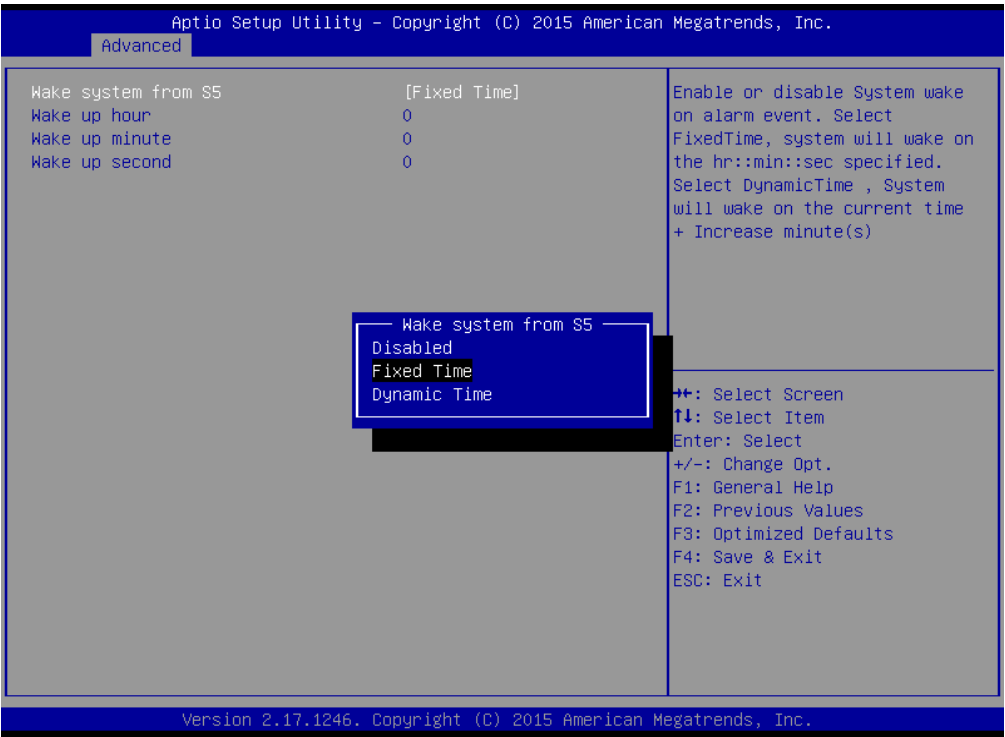 Aptio Setup Utility – Copyright (C) 2015 American Megatrends, Inc.
Advanced
Wake system from S5 [Fixed Time]
Wake up hour 0
Wake up minute 0
Wake up second 0
Enable or disable System wake
on alarm event. Select
FixedTime, system will wake on
the hr::min::sec specified.
Select DynamicTime , System
will wake on the current time
+ Increase minute(s)
Wake system from S5
Disabled
Fixed Time
Dynamic Time
→←: Select Screen
↑↓: Select Item
Enter: Select
+/-: Change Opt.
F1: General Help
F2: Previous Values
F3: Optimized Defaults
F4: Save & Exit
ESC: Exit
Version 2.17.1246. Copyright (C) 2015 American Megatrends, Inc.